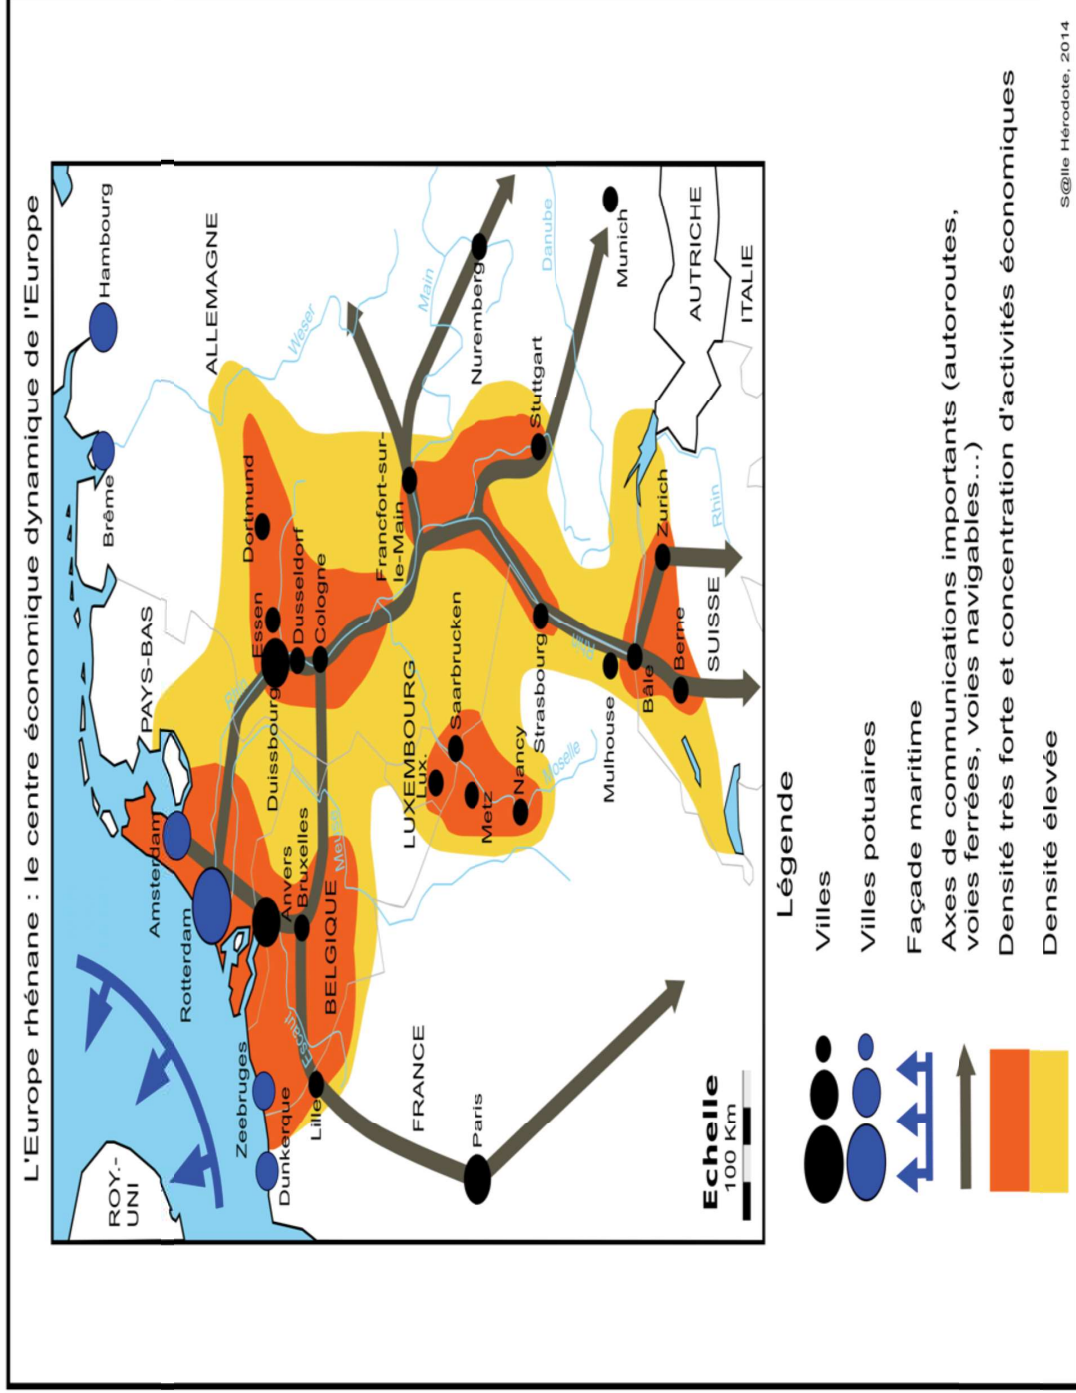 L'Europe rhénane : le centre économique dynamique de l'Europe
ROY.-
UNI
Hambourg
Brême
PAYS-BAS
ALLEMAGNE
Amsterdam
Rotterdam
Zeebruges
Dunkerque
Lille
Anvers
Bruxelles
BELGIQUE
Escaut
Meuse
Rhin
Weser
Dortmund
Essen
Duissbourg
Dusseldorf
Cologne
Francfort-sur-
le-Main
Main
Nuremberg
Danube
Stuttgart
Munich
LUXEMBOURG
Lux.
Saarbrucken
Metz
Nancy
Moselle
Strasbourg
Rhin
Mulhouse
Bâle
Berne
Zurich
SUISSE
Rhin
AUTRICHE
ITALIE
FRANCE
Paris
Echelle
100 Km
Légende
Villes
Villes potuaires
Façade maritime
Axes de communications importants (autoroutes,
voies ferrées, voies navigables...)
Densité très forte et concentration d'activités économiques
Densité élevée
S@lle Hérodote, 2014